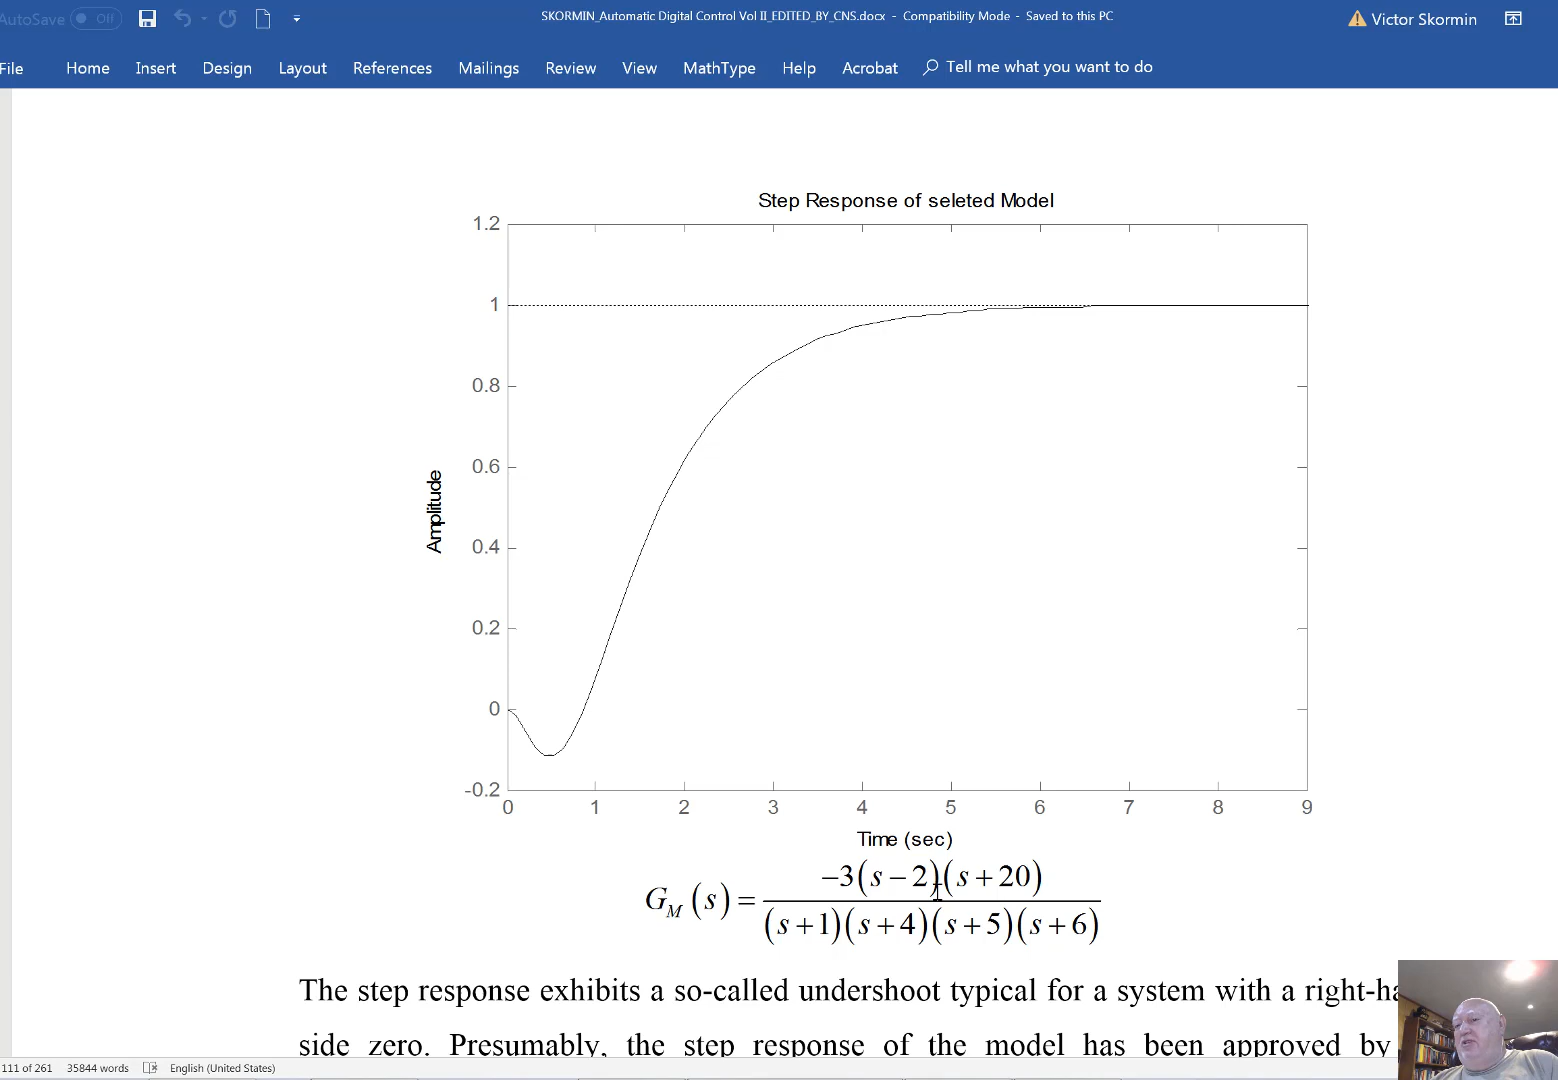 AutoSave Off SKORMIN_Automatic Digital Control Vol II_EDITED_BY_CNS.docx - Compatibility Mode - Saved to this PC Victor Skormin
File Home Insert Design Layout References Mailings Review View MathType Help Acrobat Tell me what you want to do
Step Response of seleted Model
1.2
1
0.8
0.6
0.4
0.2
0
-0.2
Amplitude
0 1 2 3 4 5 6 7 8 9
Time (sec)
G_M(s) = −3(s−2)(s+20) / (s+1)(s+4)(s+5)(s+6)
The step response exhibits a so-called undershoot typical for a system with a right-ha
side zero. Presumably, the step response of the model has been approved by
111 of 261 35844 words English (United States)